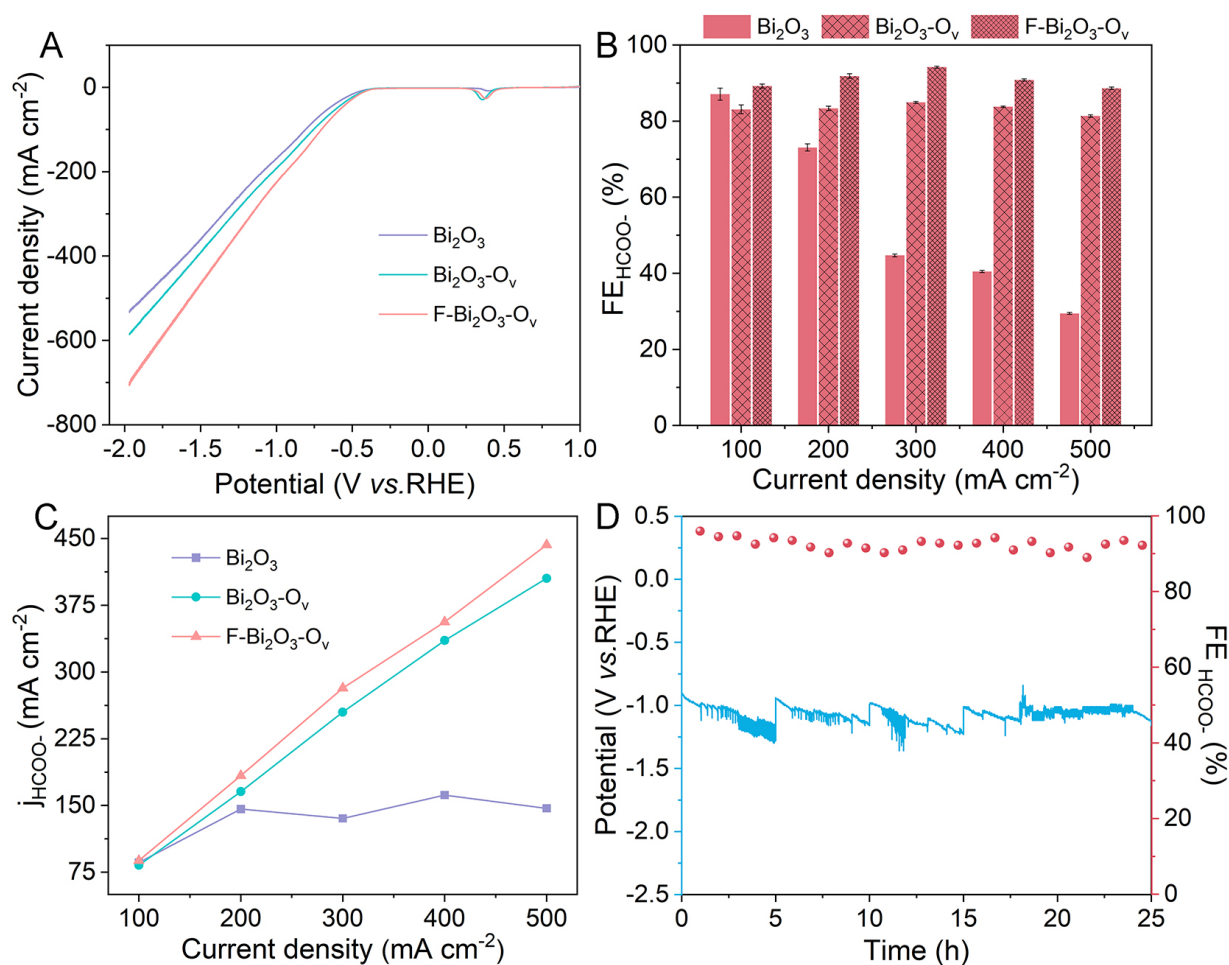 A
0
-200
-400
-600
-800
Current density (mA cm⁻²)
Bi₂O₃
Bi₂O₃-Oᵥ
F-Bi₂O₃-Oᵥ
-2.0 -1.5 -1.0 -0.5 0.0 0.5 1.0
Potential (V vs.RHE)
B
Bi₂O₃ Bi₂O₃-Oᵥ F-Bi₂O₃-Oᵥ
100
80
60
40
20
0
FE HCOO- (%)
100 200 300 400 500
Current density (mA cm⁻²)
C
450
375
300
225
150
75
j HCOO- (mA cm⁻²)
Bi₂O₃
Bi₂O₃-Oᵥ
F-Bi₂O₃-Oᵥ
100 200 300 400 500
Current density (mA cm⁻²)
D
0.5
0.0
-0.5
-1.0
-1.5
-2.0
-2.5
Potential (V vs.RHE)
100
80
60
40
20
0
FE HCOO- (%)
0 5 10 15 20 25
Time (h)